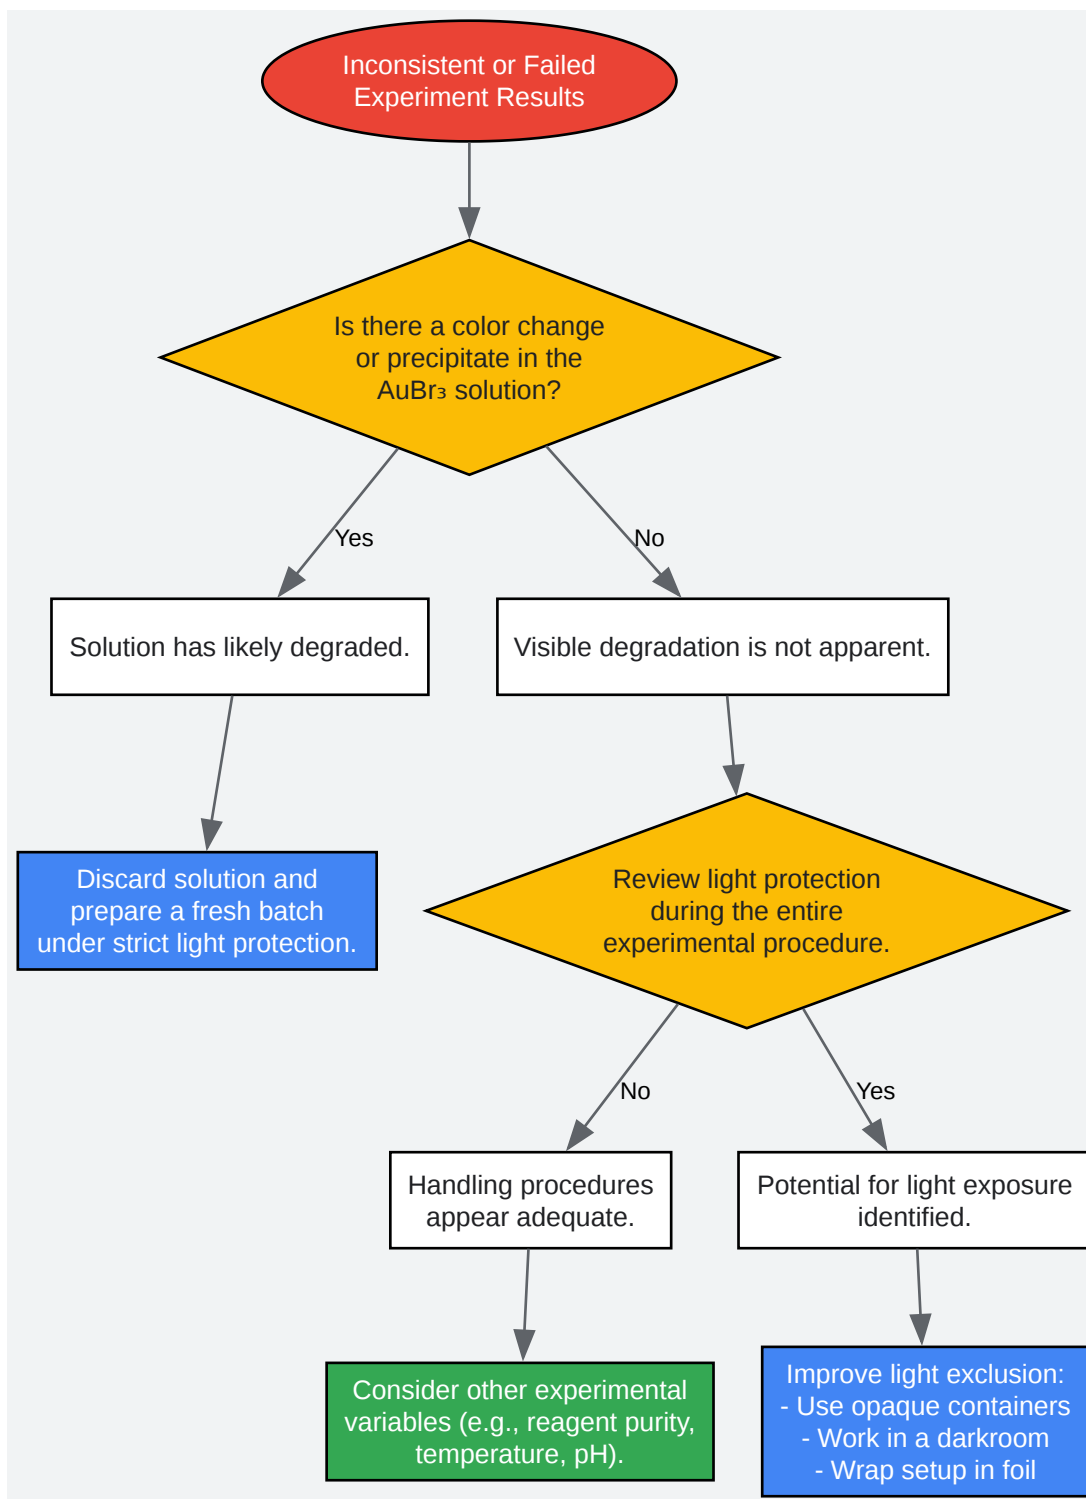 Inconsistent or Failed
Experiment Results
Is there a color change
or precipitate in the
AuBr₃ solution?
Yes
No
Solution has likely degraded.
Visible degradation is not apparent.
Discard solution and
prepare a fresh batch
under strict light protection.
Review light protection
during the entire
experimental procedure.
No
Yes
Handling procedures
appear adequate.
Potential for light exposure
identified.
Consider other experimental
variables (e.g., reagent purity,
temperature, pH).
Improve light exclusion:
- Use opaque containers
- Work in a darkroom
- Wrap setup in foil